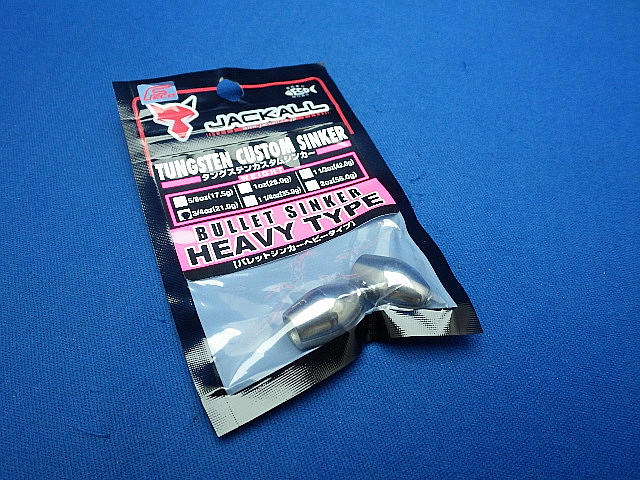 JACKALL
TUNGSTEN CUSTOM SINKER
タングステンカスタムシンカー
WEIGHT
5/8oz(17.5g) 1oz(28.0g) 1 1/2oz(42.0g)
3/4oz(21.0g) 1 1/4oz(35.0g) 2oz(56.0g)
BULLET SINKER
HEAVY TYPE
[バレットシンカーヘビータイプ]